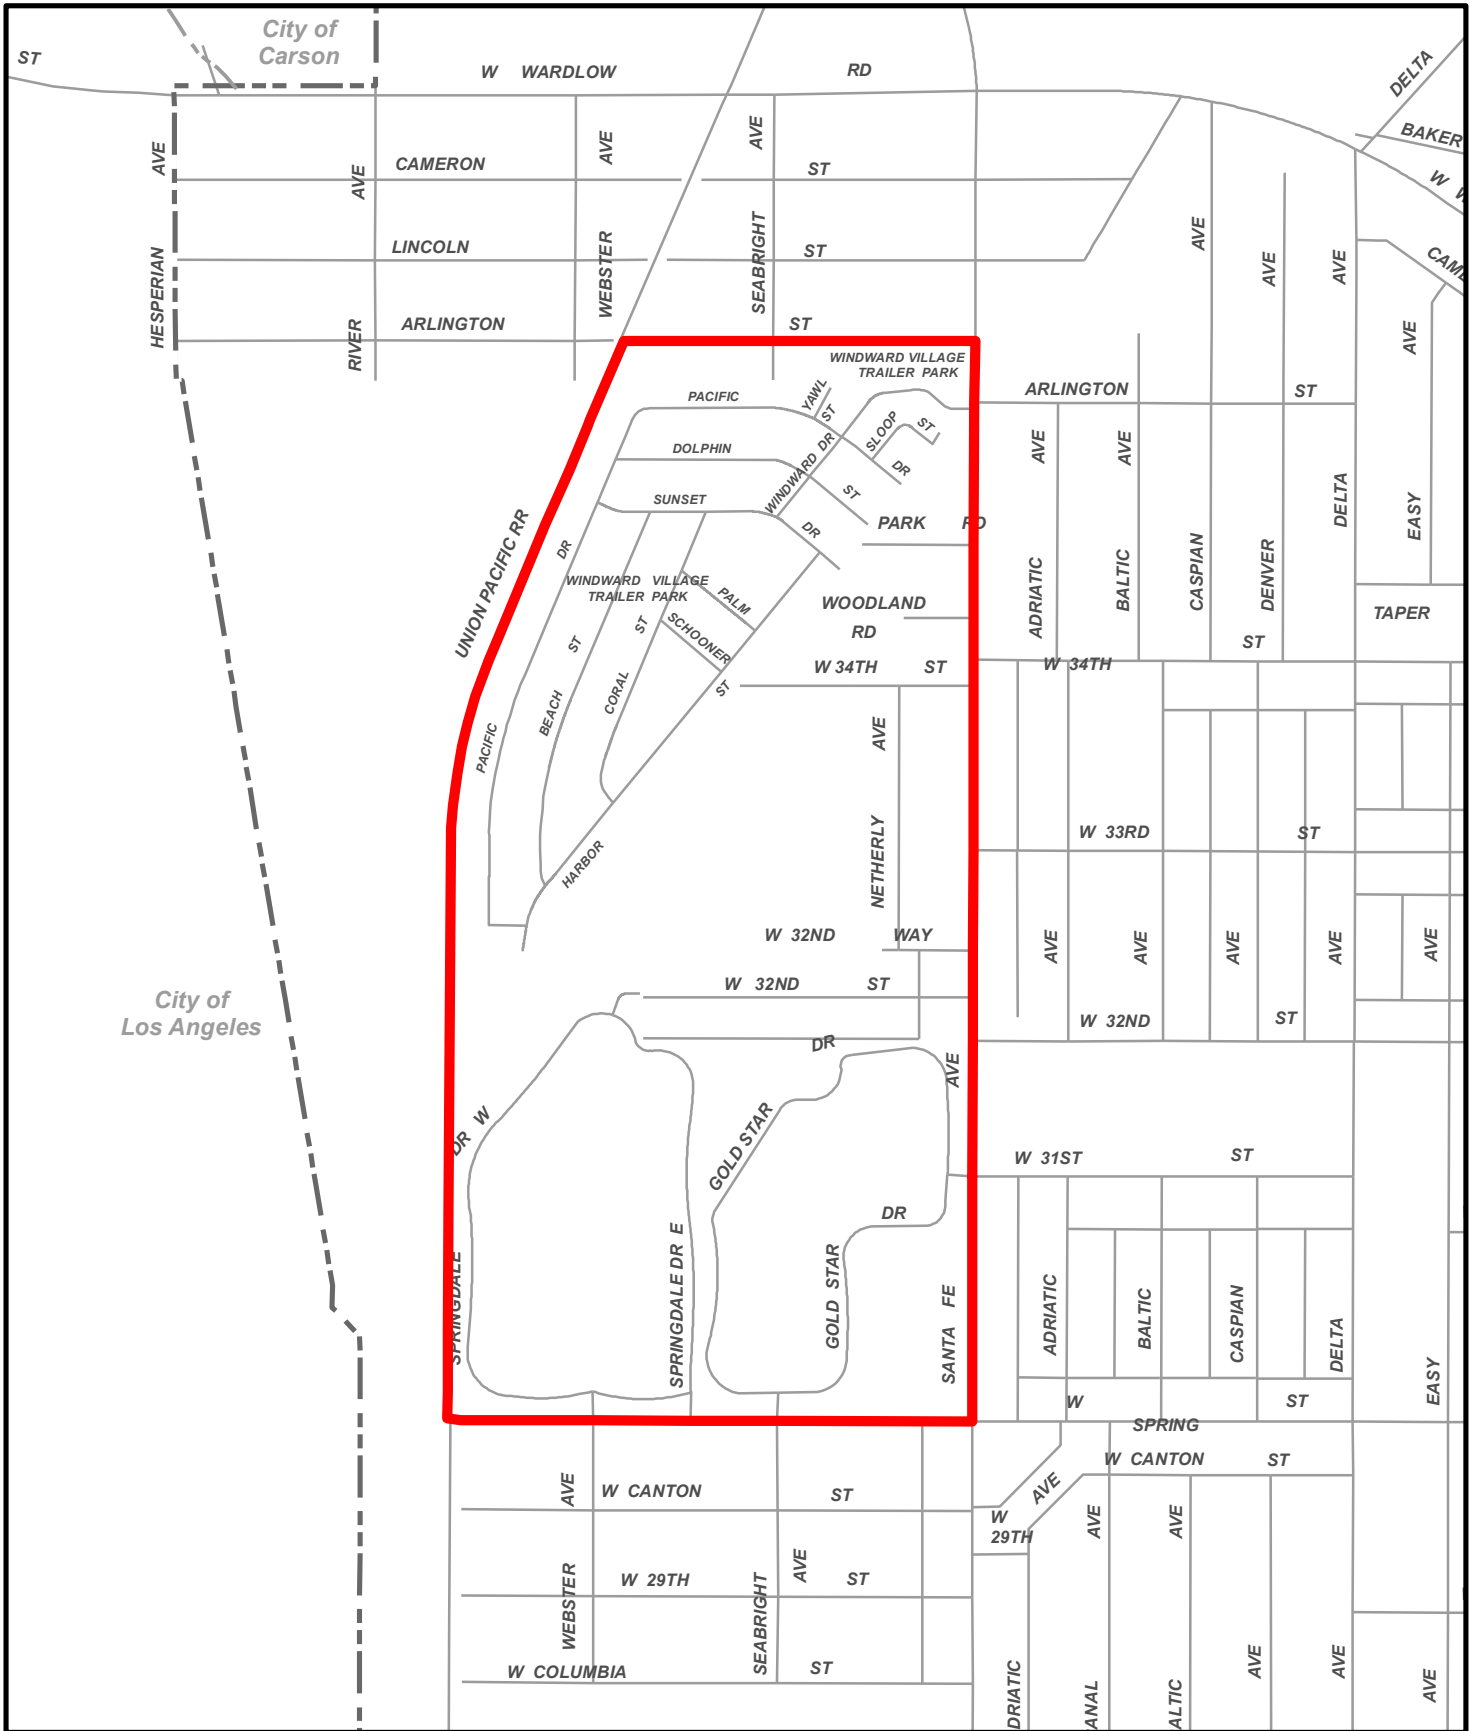 City of
Carson
ST
W WARDLOW RD
DELTA
BAKER
AVE
AVE
AVE
AVE
CAMERON ST
W
HESPERIAN
RIVER
WEBSTER
SEABRIGHT
LINCOLN ST
AVE
AVE
AVE
ARLINGTON ST
AVE
WINDWARD VILLAGE
TRAILER PARK
ARLINGTON ST
PACIFIC
YAWL
ST
SLOOP
ST
DOLPHIN
WINDWARD DR
DR
ST
SUNSET
DR
PARK RD
AVE
AVE
DELTA
EASY
UNION PACIFIC RR
DR
WINDWARD VILLAGE
TRAILER PARK
PALM
SCHOONER
ST
ST
ST
WOODLAND
RD
ADRIATIC
BALTIC
CASPIAN
DENVER
TAPER
ST
W 34TH ST
W 34TH
PACIFIC
BEACH
CORAL
HARBOR
AVE
NETHERLY
W 33RD ST
W 32ND WAY
AVE
AVE
AVE
AVE
AVE
W 32ND ST
City of
Los Angeles
W 32ND ST
DR
AVE
DR W
GOLD STAR
W 31ST ST
DR
SPRINGDALE
SPRINGDALE DR E
GOLD STAR
SANTA FE
ADRIATIC
BALTIC
CASPIAN
DELTA
EASY
W ST
SPRING
W CANTON ST
AVE
W CANTON ST
AVE
W
29TH
AVE
AVE
W 29TH ST
AVE
WEBSTER
SEABRIGHT
W COLUMBIA ST
DRIATIC
ANAL
ALTIC
AVE
AVE
AVE